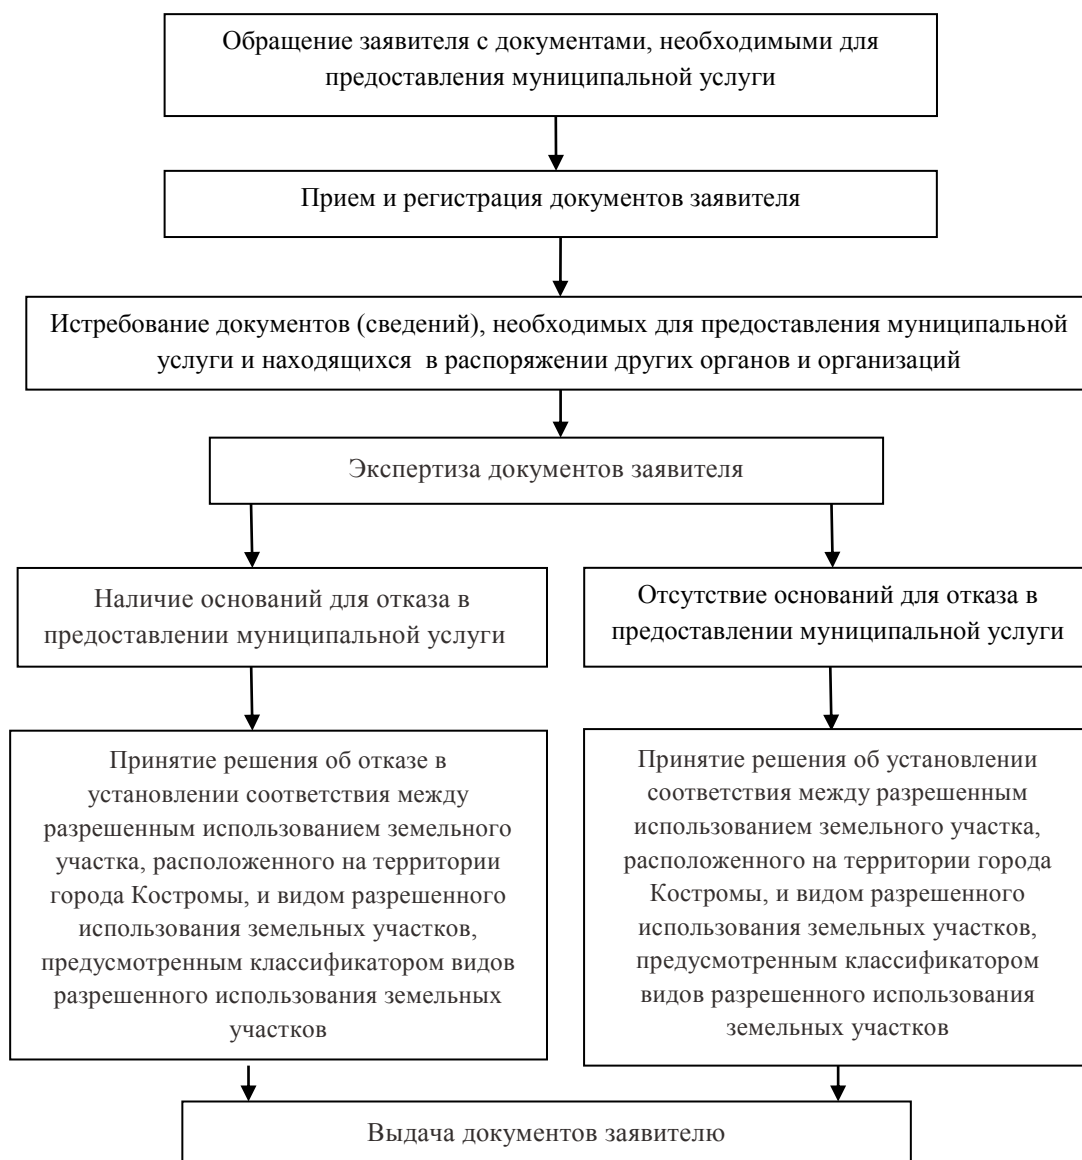 Обращение заявителя с документами, необходимыми для
предоставления муниципальной услуги
Прием и регистрация документов заявителя
Истребование документов (сведений), необходимых для предоставления муниципальной
услуги и находящихся  в распоряжении других органов и организаций
Экспертиза документов заявителя
Наличие оснований для отказа в
предоставлении муниципальной услуги
Отсутствие оснований для отказа в
предоставлении муниципальной услуги
Принятие решения об отказе в
установлении соответствия между
разрешенным использованием земельного
участка, расположенного на территории
города Костромы, и видом разрешенного
использования земельных участков,
предусмотренным классификатором видов
разрешенного использования земельных
участков
Принятие решения об установлении
соответствия между разрешенным
использованием земельного участка,
расположенного на территории города
Костромы, и видом разрешенного
использования земельных участков,
предусмотренным классификатором
видов разрешенного использования
земельных участков
Выдача документов заявителю